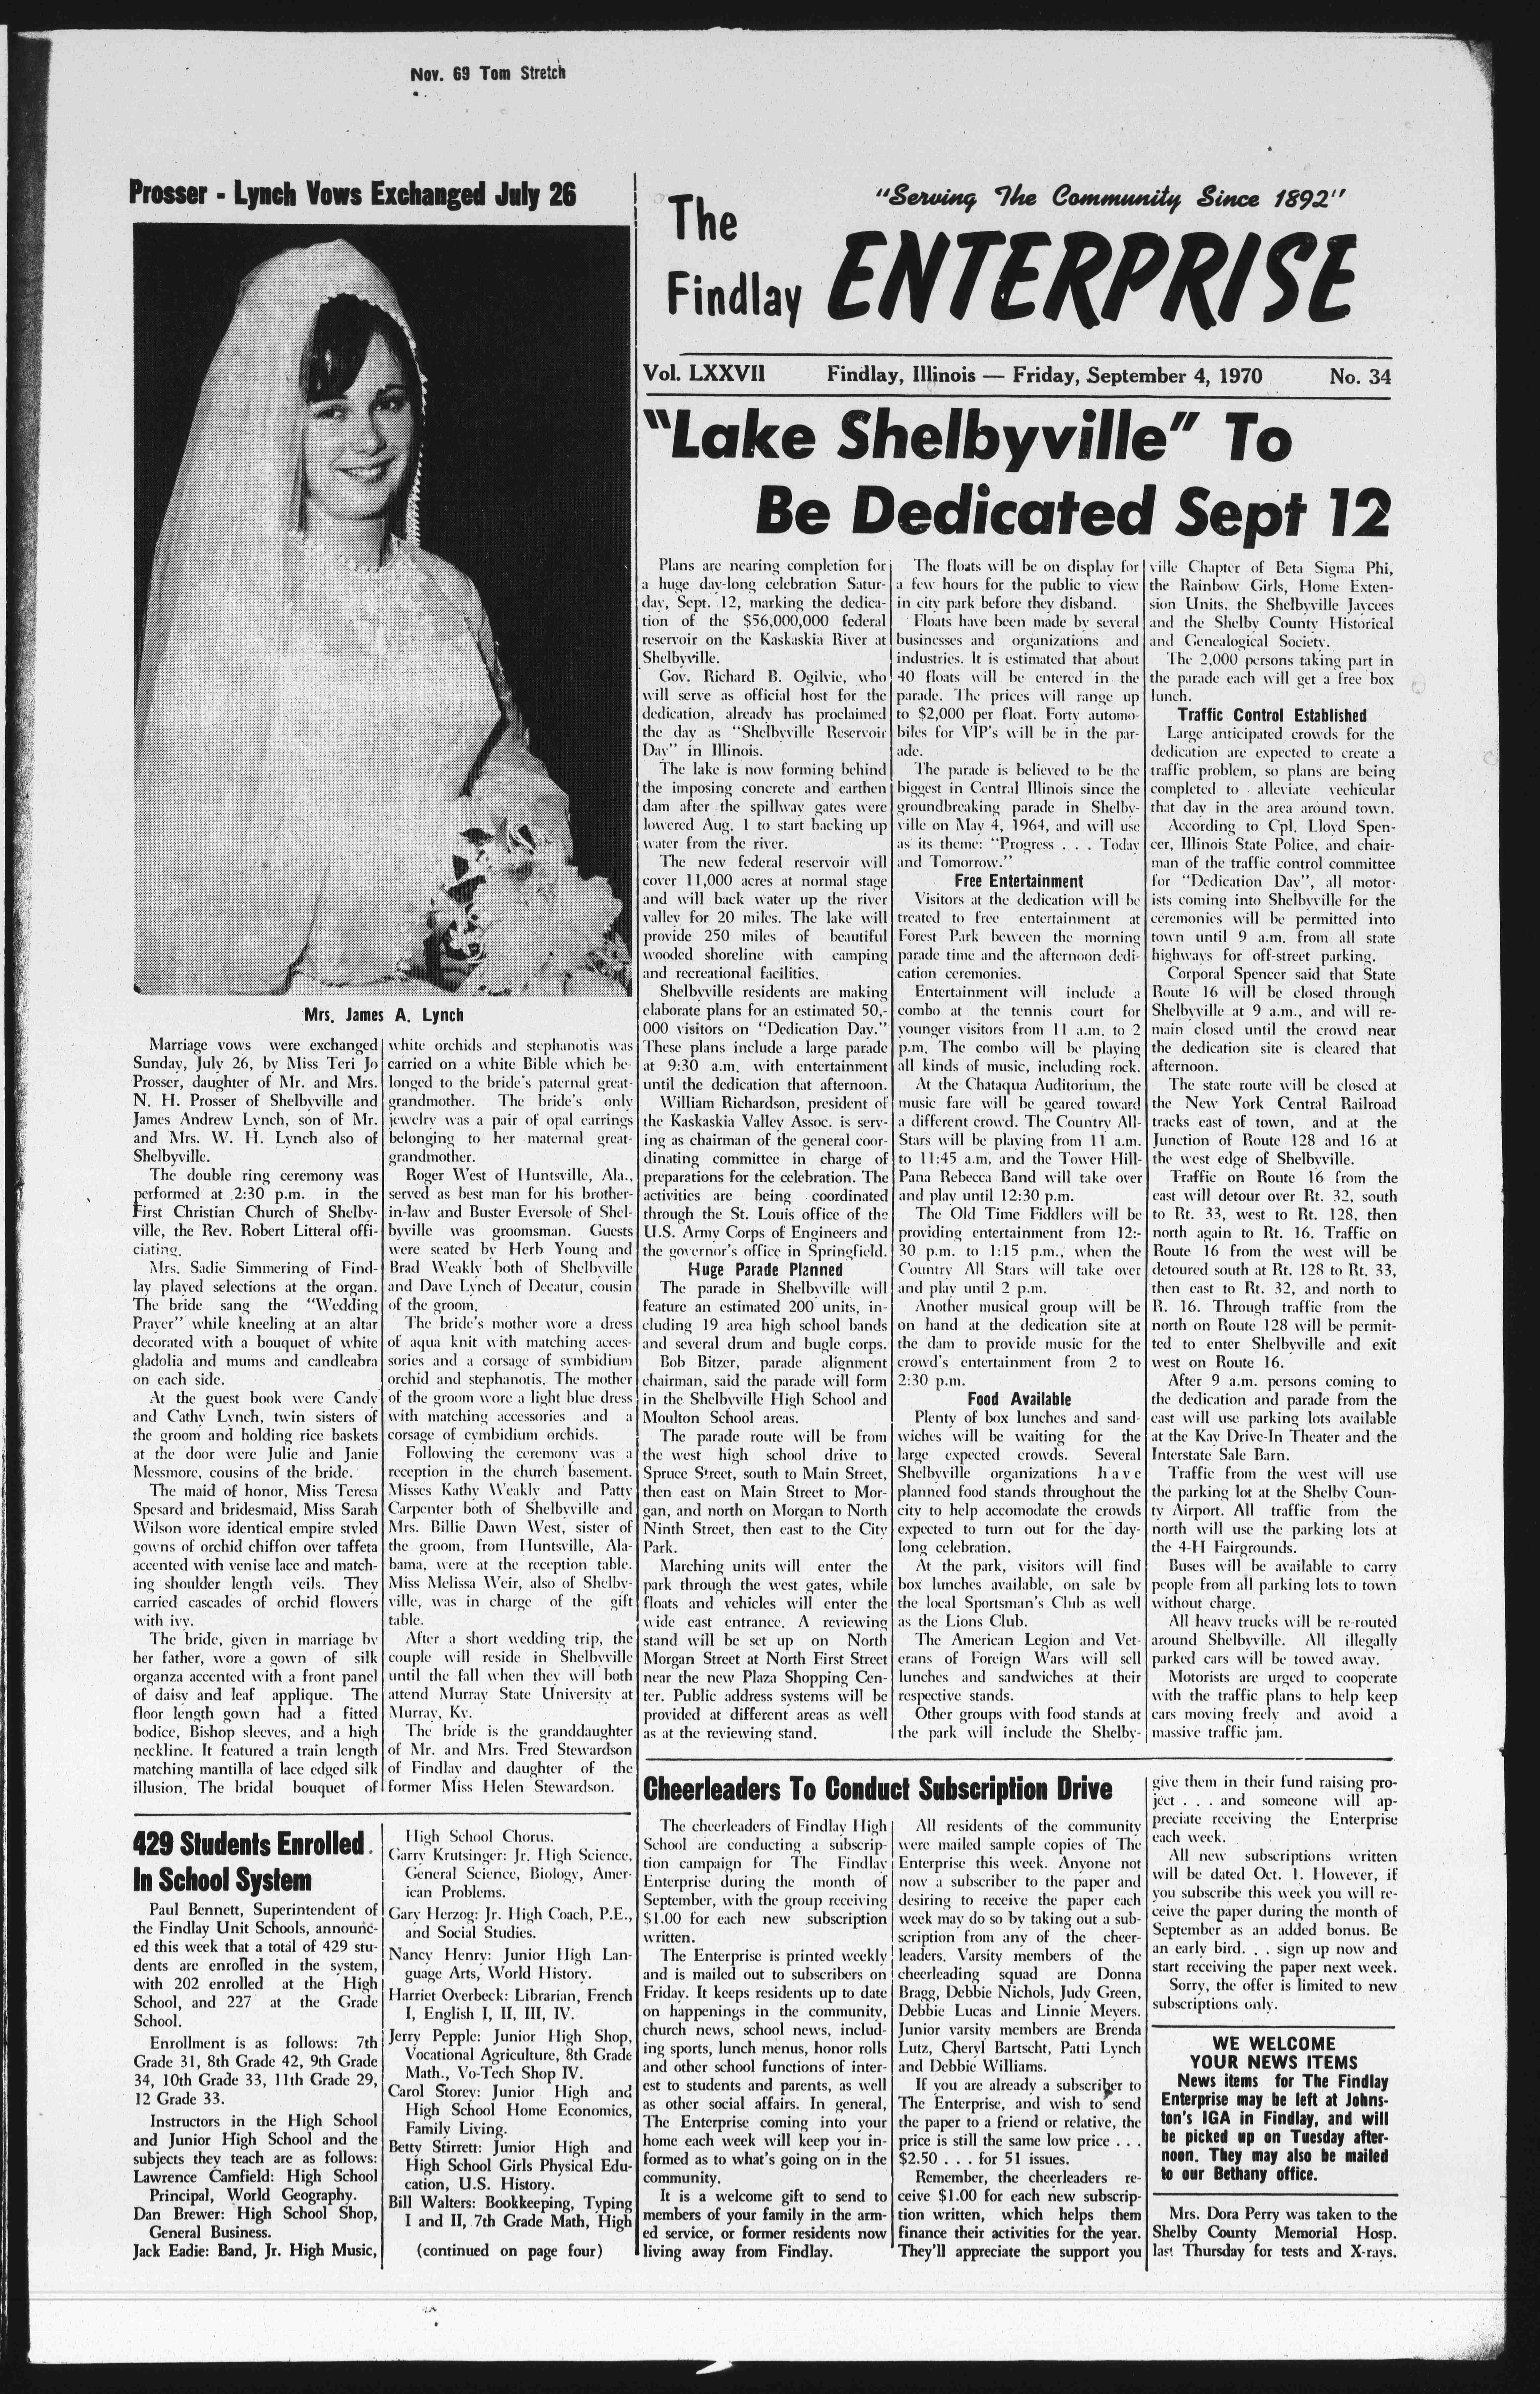 Nov. 69 Tom Stretch
Prosser - Lynch Vows Exchanged July 26
Mrs. James A. Lynch
Marriage vows were exchanged
Sunday, July 26, by Miss Teri Jo
Prosser, daughter of Mr. and Mrs.
N. H. Prosser of Shelbyville and
James Andrew Lynch, son of Mr.
and Mrs. W. H. Lynch also of
Shelbyville.
The double ring ceremony was
performed at 2:30 p.m. in the
First Christian Church of Shelby-
ville, the Rev. Robert Litteral offi-
ciating.
Mrs. Sadie Simmering of Find-
lay played selections at the organ.
The bride sang the "Wedding
Prayer" while kneeling at an altar
decorated with a bouquet of white
gladolia and mums and candleabra
on each side.
At the guest book were Candy
and Cathy Lynch, twin sisters of
the groom and holding rice baskets
at the door were Julie and Janie
Messmore, cousins of the bride.
The maid of honor, Miss Teresa
Spesard and bridesmaid, Miss Sarah
Wilson wore identical empire styled
gowns of orchid chiffon over taffeta
accented with venise lace and match-
ing shoulder length veils. They
carried cascades of orchid flowers
with ivy.
The bride, given in marriage by
her father, wore a gown of silk
organza accented with a front panel
of daisy and leaf applique. The
floor length gown had a fitted
bodice, Bishop sleeves, and a high
neckline. It featured a train length
matching mantilla of lace edged silk
illusion. The bridal bouquet of
white orchids and stephanotis was
carried on a white Bible which be-
longed to the bride's paternal great-
grandmother. The bride's only
jewelry was a pair of opal earrings
belonging to her maternal great-
grandmother.
Roger West of Huntsville, Ala.,
served as best man for his brother-
in-law and Buster Eversole of Shel-
byville was groomsman. Guests
were seated by Herb Young and
Brad Weakly both of Shelbyville
and Dave Lynch of Decatur, cousin
of the groom.
The bride's mother wore a dress
of aqua knit with matching acces-
sories and a corsage of symbidium
orchid and stephanotis. The mother
of the groom wore a light blue dress
with matching accessories and a
corsage of cymbidium orchids.
Following the ceremony was a
reception in the church basement.
Misses Kathy Weakly and Patty
Carpenter both of Shelbyville and
Mrs. Billie Dawn West, sister of
the groom, from Huntsville, Ala-
bama, were at the reception table.
Miss Melissa Weir, also of Shelby-
ville, was in charge of the gift
table.
After a short wedding trip, the
couple will reside in Shelbyville
until the fall when they will both
attend Murray State University at
Murray, Ky.
The bride is the granddaughter
of Mr. and Mrs. Fred Stewardson
of Findlay and daughter of the
former Miss Helen Stewardson.
429 Students Enrolled
In School System
Paul Bennett, Superintendent of
the Findlay Unit Schools, announc-
ed this week that a total of 429 stu-
dents are enrolled in the system,
with 202 enrolled at the High
School, and 227 at the Grade
School.
Enrollment is as follows: 7th
Grade 31, 8th Grade 42, 9th Grade
34, 10th Grade 33, 11th Grade 29,
12 Grade 33.
Instructors in the High School
and Junior High School and the
subjects they teach are as follows:
Lawrence Camfield: High School
Principal, World Geography.
Dan Brewer: High School Shop,
General Business.
Jack Eadie: Band, Jr. High Music,
High School Chorus.
Garry Krutsinger: Jr. High Science,
General Science, Biology, Amer-
ican Problems.
Gary Herzog: Jr. High Coach, P.E.,
and Social Studies.
Nancy Henry: Junior High Lan-
guage Arts, World History.
Harriet Overbeck: Librarian, French
I, English I, II, III, IV.
Jerry Pepple: Junior High Shop,
Vocational Agriculture, 8th Grade
Math., Vo-Tech Shop IV.
Carol Storey: Junior High and
High School Home Economics,
Family Living.
Betty Stirrett: Junior High and
High School Girls Physical Edu-
cation, U.S. History.
Bill Walters: Bookkeeping, Typing
I and II, 7th Grade Math, High
(continued on page four)
"Serving The Community Since 1892"
The
Findlay ENTERPRISE
Vol. LXXVII Findlay, Illinois — Friday, September 4, 1970 No. 34
"Lake Shelbyville" To
Be Dedicated Sept 12
Plans are nearing completion for
a huge day-long celebration Satur-
day, Sept. 12, marking the dedica-
tion of the $56,000,000 federal
reservoir on the Kaskaskia River at
Shelbyville.
Gov. Richard B. Ogilvie, who
will serve as official host for the
dedication, already has proclaimed
the day as "Shelbyville Reservoir
Day" in Illinois.
The lake is now forming behind
the imposing concrete and earthen
dam after the spillway gates were
lowered Aug. 1 to start backing up
water from the river.
The new federal reservoir will
cover 11,000 acres at normal stage
and will back water up the river
valley for 20 miles. The lake will
provide 250 miles of beautiful
wooded shoreline with camping
and recreational facilities.
Shelbyville residents are making
elaborate plans for an estimated 50,-
000 visitors on "Dedication Day."
These plans include a large parade
at 9:30 a.m. with entertainment
until the dedication that afternoon.
William Richardson, president of
the Kaskaskia Valley Assoc. is serv-
ing as chairman of the general coor-
dinating committee in charge of
preparations for the celebration. The
activities are being coordinated
through the St. Louis office of the
U.S. Army Corps of Engineers and
the governor's office in Springfield.
Huge Parade Planned
The parade in Shelbyville will
feature an estimated 200 units, in-
cluding 19 area high school bands
and several drum and bugle corps.
Bob Bitzer, parade alignment
chairman, said the parade will form
in the Shelbyville High School and
Moulton School areas.
The parade route will be from
the west high school drive to
Spruce Street, south to Main Street,
then east on Main Street to Mor-
gan, and north on Morgan to North
Ninth Street, then east to the City
Park.
Marching units will enter the
park through the west gates, while
floats and vehicles will enter the
wide east entrance. A reviewing
stand will be set up on North
Morgan Street at North First Street
near the new Plaza Shopping Cen-
ter. Public address systems will be
provided at different areas as well
as at the reviewing stand.
The floats will be on display for
a few hours for the public to view
in city park before they disband.
Floats have been made by several
businesses and organizations and
industries. It is estimated that about
40 floats will be entered in the
parade. The prices will range up
to $2,000 per float. Forty automo-
biles for VIP's will be in the par-
ade.
The parade is believed to be the
biggest in Central Illinois since the
groundbreaking parade in Shelby-
ville on May 4, 1964, and will use
as its theme: "Progress . . . Today
and Tomorrow."
Free Entertainment
Visitors at the dedication will be
treated to free entertainment at
Forest Park beween the morning
parade time and the afternoon dedi-
cation ceremonies.
Entertainment will include a
combo at the tennis court for
younger visitors from 11 a.m. to 2
p.m. The combo will be playing
all kinds of music, including rock.
At the Chataqua Auditorium, the
music fare will be geared toward
a different crowd. The Country All-
Stars will be playing from 11 a.m.
to 11:45 a.m. and the Tower Hill-
Pana Rebecca Band will take over
and play until 12:30 p.m.
The Old Time Fiddlers will be
providing entertainment from 12:-
30 p.m. to 1:15 p.m., when the
Country All Stars will take over
and play until 2 p.m.
Another musical group will be
on hand at the dedication site at
the dam to provide music for the
crowd's entertainment from 2 to
2:30 p.m.
Food Available
Plenty of box lunches and sand-
wiches will be waiting for the
large expected crowds. Several
Shelbyville organizations have
planned food stands throughout the
city to help accomodate the crowds
expected to turn out for the day-
long celebration.
At the park, visitors will find
box lunches available, on sale by
the local Sportsman's Club as well
as the Lions Club.
The American Legion and Vet-
erans of Foreign Wars will sell
lunches and sandwiches at their
respective stands.
Other groups with food stands at
the park will include the Shelby-
ville Chapter of Beta Sigma Phi,
the Rainbow Girls, Home Exten-
sion Units, the Shelbyville Jaycees
and the Shelby County Historical
and Genealogical Society.
The 2,000 persons taking part in
the parade each will get a free box
lunch.
Traffic Control Established
Large anticipated crowds for the
dedication are expected to create a
traffic problem, so plans are being
completed to alleviate vechicular
that day in the area around town.
According to Cpl. Lloyd Spen-
cer, Illinois State Police, and chair-
man of the traffic control committee
for "Dedication Day", all motor-
ists coming into Shelbyville for the
ceremonies will be permitted into
town until 9 a.m. from all state
highways for off-street parking.
Corporal Spencer said that State
Route 16 will be closed through
Shelbyville at 9 a.m., and will re-
main closed until the crowd near
the dedication site is cleared that
afternoon.
The state route will be closed at
the New York Central Railroad
tracks east of town, and at the
Junction of Route 128 and 16 at
the west edge of Shelbyville.
Traffic on Route 16 from the
east will detour over Rt. 32, south
to Rt. 33, west to Rt. 128, then
north again to Rt. 16. Traffic on
Route 16 from the west will be
detoured south at Rt. 128 to Rt. 33,
then east to Rt. 32, and north to
R. 16. Through traffic from the
north on Route 128 will be permit-
ted to enter Shelbyville and exit
west on Route 16.
After 9 a.m. persons coming to
the dedication and parade from the
east will use parking lots available
at the Kay Drive-In Theater and the
Interstate Sale Barn.
Traffic from the west will use
the parking lot at the Shelby Coun-
ty Airport. All traffic from the
north will use the parking lots at
the 4-H Fairgrounds.
Buses will be available to carry
people from all parking lots to town
without charge.
All heavy trucks will be re-routed
around Shelbyville. All illegally
parked cars will be towed away.
Motorists are urged to cooperate
with the traffic plans to help keep
cars moving freely and avoid a
massive traffic jam.
Cheerleaders To Conduct Subscription Drive
The cheerleaders of Findlay High
School are conducting a subscrip-
tion campaign for The Findlay
Enterprise during the month of
September, with the group receiving
$1.00 for each new subscription
written.
The Enterprise is printed weekly
and is mailed out to subscribers on
Friday. It keeps residents up to date
on happenings in the community,
church news, school news, includ-
ing sports, lunch menus, honor rolls
and other school functions of inter-
est to students and parents, as well
as other social affairs. In general,
The Enterprise coming into your
home each week will keep you in-
formed as to what's going on in the
community.
It is a welcome gift to send to
members of your family in the arm-
ed service, or former residents now
living away from Findlay.
All residents of the community
were mailed sample copies of The
Enterprise this week. Anyone not
now a subscriber to the paper and
desiring to receive the paper each
week may do so by taking out a sub-
scription from any of the cheer-
leaders. Varsity members of the
cheerleading squad are Donna
Bragg, Debbie Nichols, Judy Green,
Debbie Lucas and Linnie Meyers.
Junior varsity members are Brenda
Lutz, Cheryl Bartscht, Patti Lynch
and Debbie Williams.
If you are already a subscriber to
The Enterprise, and wish to send
the paper to a friend or relative, the
price is still the same low price . . .
$2.50 . . . for 51 issues.
Remember, the cheerleaders re-
ceive $1.00 for each new subscrip-
tion written, which helps them
finance their activities for the year.
They'll appreciate the support you
give them in their fund raising pro-
ject . . . and someone will ap-
preciate receiving the Enterprise
each week.
All new subscriptions written
will be dated Oct. 1. However, if
you subscribe this week you will re-
ceive the paper during the month of
September as an added bonus. Be
an early bird. . . sign up now and
start receiving the paper next week.
Sorry, the offer is limited to new
subscriptions only.
WE WELCOME
YOUR NEWS ITEMS
News items for The Findlay
Enterprise may be left at Johns-
ton's IGA in Findlay, and will
be picked up on Tuesday after-
noon. They may also be mailed
to our Bethany office.
Mrs. Dora Perry was taken to the
Shelby County Memorial Hosp.
last Thursday for tests and X-rays.